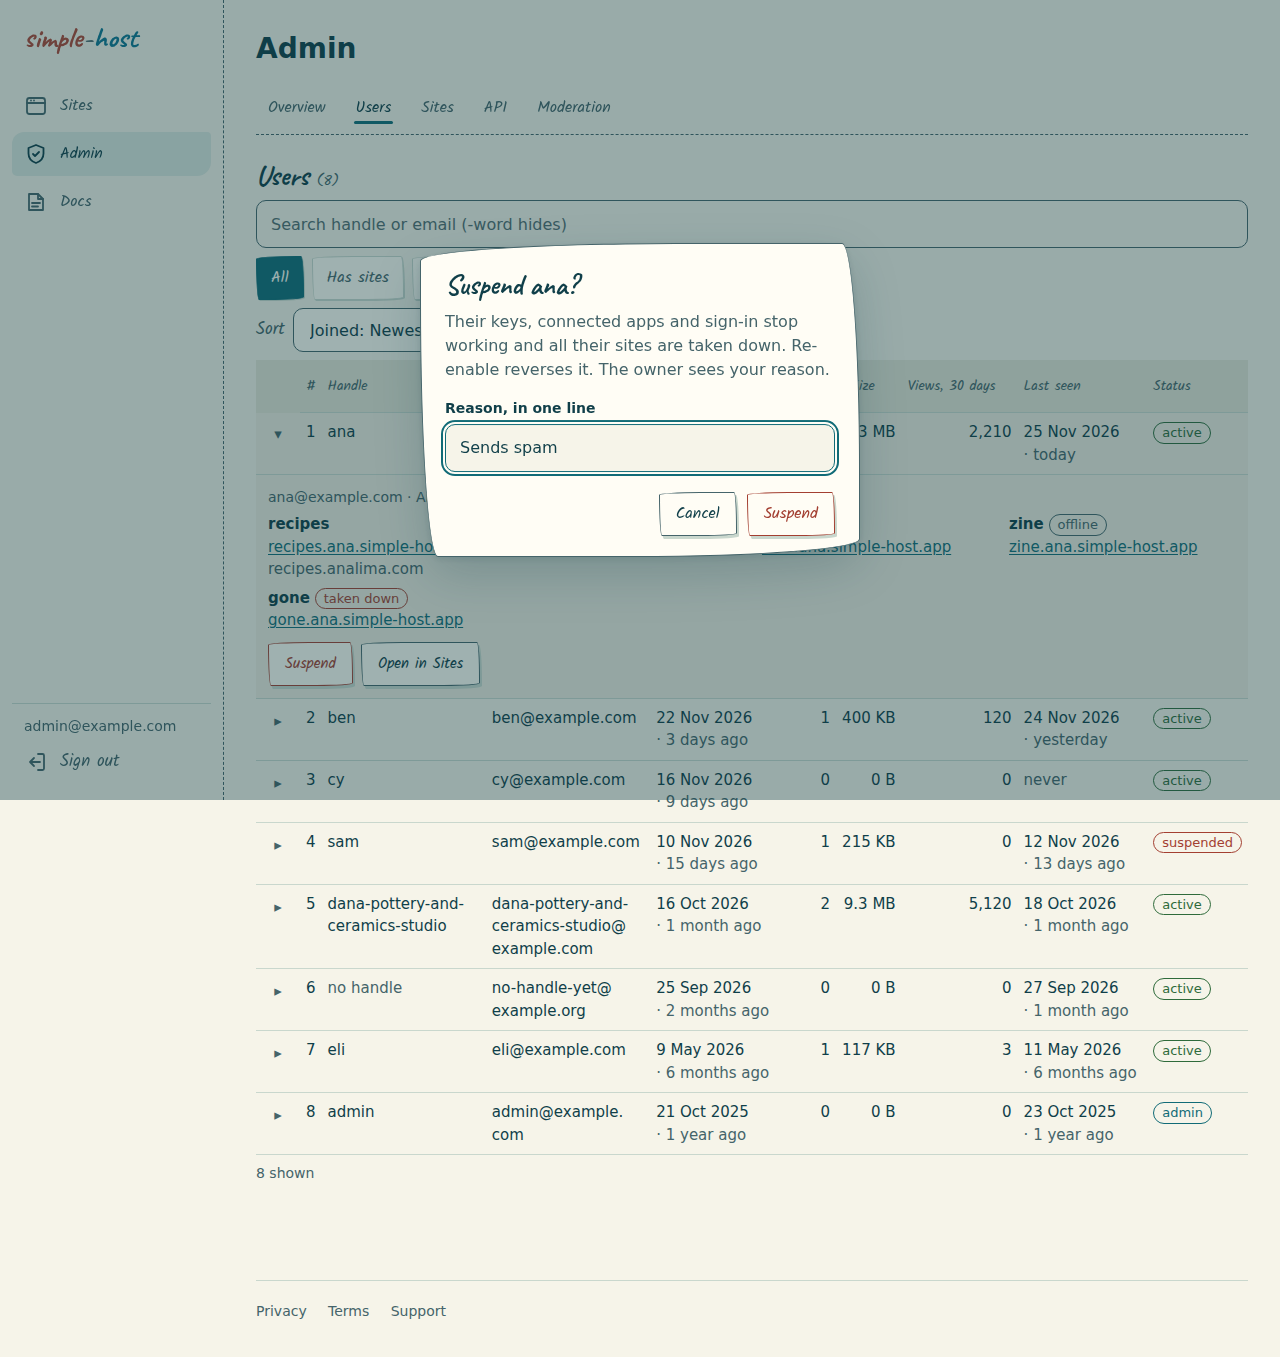 simple-host
Sites
Admin
Docs
admin@example.com
Sign out
Admin
Overview Users Sites API Moderation
Users (8)
Search handle or email (-word hides)
All Has sites
Sort Joined: Newes
Suspend ana?
Their keys, connected apps and sign-in stop
working and all their sites are taken down. Re-
enable reverses it. The owner sees your reason.
Reason, in one line
Sends spam
Cancel Suspend
# Handle Views, 30 days Last seen Status
▾ 1 ana 3 MB 2,210 25 Nov 2026 active
· today
ana@example.com · A
recipes zine offline
recipes.ana.simple-ho simple-host.app zine.ana.simple-host.app
recipes.analima.com
gone taken down
gone.ana.simple-host.app
Suspend Open in Sites
▸ 2 ben ben@example.com 22 Nov 2026 1 400 KB 120 24 Nov 2026 active
· 3 days ago · yesterday
▸ 3 cy cy@example.com 16 Nov 2026 0 0 B 0 never active
· 9 days ago
▸ 4 sam sam@example.com 10 Nov 2026 1 215 KB 0 12 Nov 2026 suspended
· 15 days ago · 13 days ago
▸ 5 dana-pottery-and- dana-pottery-and- 16 Oct 2026 2 9.3 MB 5,120 18 Oct 2026 active
ceramics-studio ceramics-studio@ · 1 month ago · 1 month ago
example.com
▸ 6 no handle no-handle-yet@ 25 Sep 2026 0 0 B 0 27 Sep 2026 active
example.org · 2 months ago · 1 month ago
▸ 7 eli eli@example.com 9 May 2026 1 117 KB 3 11 May 2026 active
· 6 months ago · 6 months ago
▸ 8 admin admin@example. 21 Oct 2025 0 0 B 0 23 Oct 2025 admin
com · 1 year ago · 1 year ago
8 shown
Privacy Terms Support